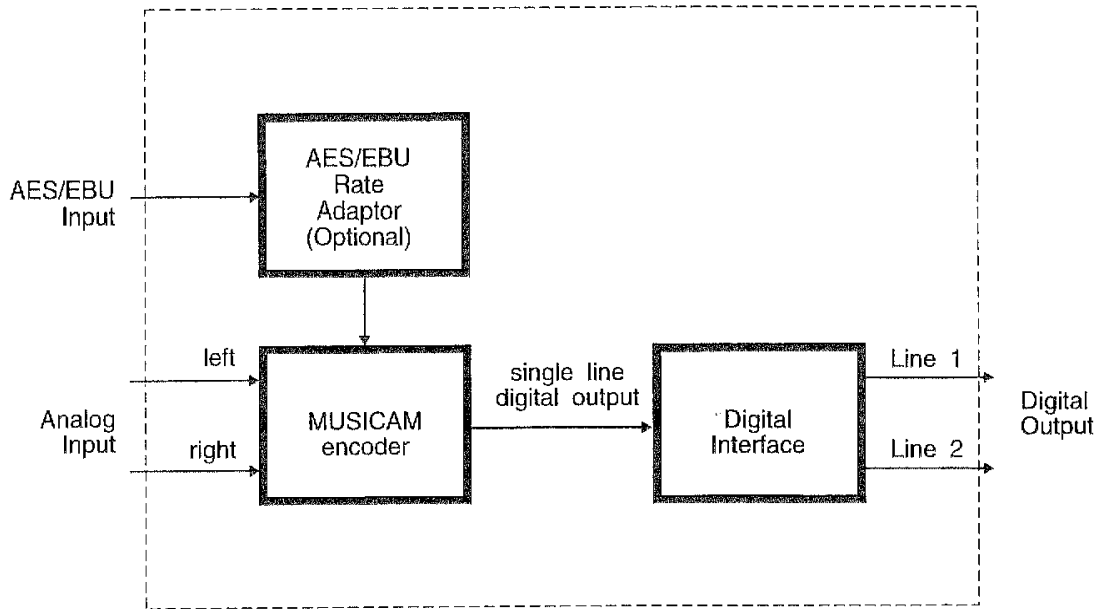 AES/EBU
Input
AES/EBU
Rate
Adaptor
(Optional)
Analog
Input
left
right
MUSICAM
encoder
single line
digital output
Digital
Interface
Line 1
Line 2
Digital
Output